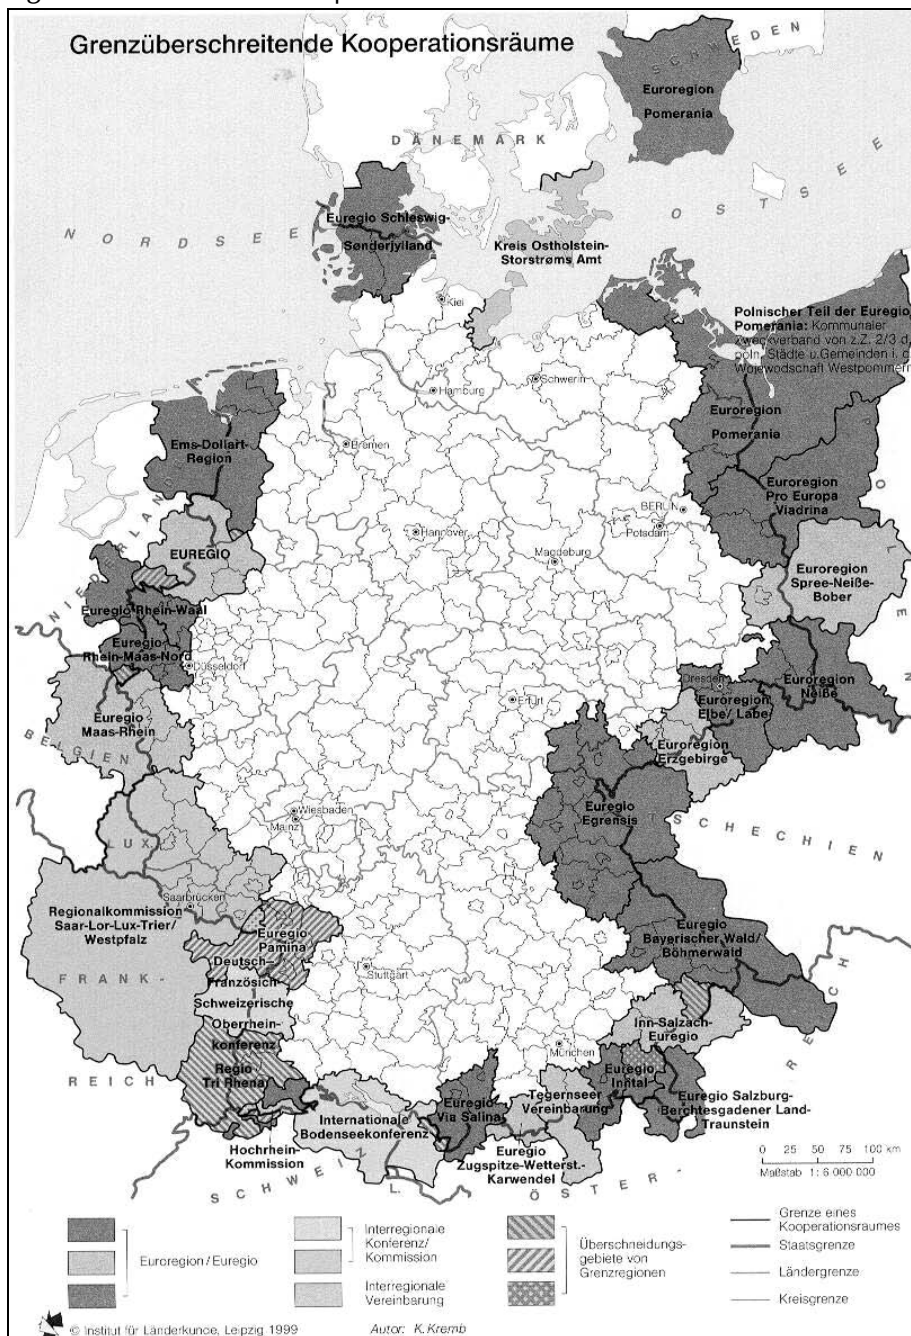 Grenzüberschreitende Kooperationsräume
SCHWEDEN
Euroregion
Pomerania
DÄNEMARK
OSTSEE
NORDSEE
Euregio Schleswig-
Sønderjylland
Kreis Ostholstein-
Storstrøms Amt
Kiel
Polnischer Teil der Euregio
Pomerania: Kommunaler
Zweckverband von z.Z. 2/3 d.
poln. Städte u.Gemeinden i. d
Wojewodschaft Westpommern
Schwerin
Hamburg
Euroregion
Pomerania
Ems-Dollart-
Region
Bremen
Euroregion
Pro Europa
Viadrina
BERLIN
Potsdam
NIEDERLANDE
Hannover
EUREGIO
Magdeburg
Euroregion
Spree-Neiße-
Bober
POLEN
Euregio Rhein-Waal
Euregio
Rhein-Maas-Nord
Düsseldorf
Dresden
Euroregion
Neiße
Euroregion
Elbe/ Labe
Erfurt
Euregio
Maas-Rhein
BELGIEN
Euroregion
Erzgebirge
Euregio
Egrensis
TSCHECHIEN
Wiesbaden
Mainz
LUX.
Saarbrücken
Regionalkommission
Saar-Lor-Lux-Trier/
Westpfalz
Euregio
Pamina
Euregio
Bayerischer Wald/
Böhmerwald
FRANK-
REICH
Deutsch-
Französich-
Schweizerische
Oberrhein-
konferenz
Stuttgart
Inn-Salzach-
Euregio
Regio
Tri Rhena
München
Euregio
Inntal
Tegernseer
Vereinbarung
Euregio
Via Salina
Euregio Salzburg-
Berchtesgadener Land-
Traunstein
Internationale
Bodenseekonferenz
Hochrhein-
Kommission
Euregio
Zugspitze-Wetterst.-
Karwendel
SCHWEIZ
L.
ÖSTER-
REICH
0 25 50 75 100 km
Maßstab 1 : 6 000 000
Euroregion / Euregio
Interregionale
Konferenz/
Kommission
Interregionale
Vereinbarung
Überschneidungs-
gebiete von
Grenzregionen
Grenze eines
Kooperationsraumes
Staatsgrenze
Ländergrenze
Kreisgrenze
© Institut für Länderkunde, Leipzig 1999
Autor: K. Kremb